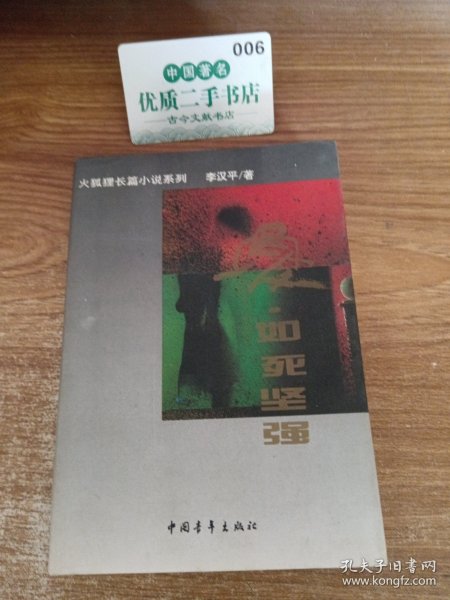 006
中国著名
优质二手书店
古今文献书店
火狐狸长篇小说系列 李汉平/著
爱·如死坚强
中国青年出版社
孔夫子旧书网
www.kongfz.com